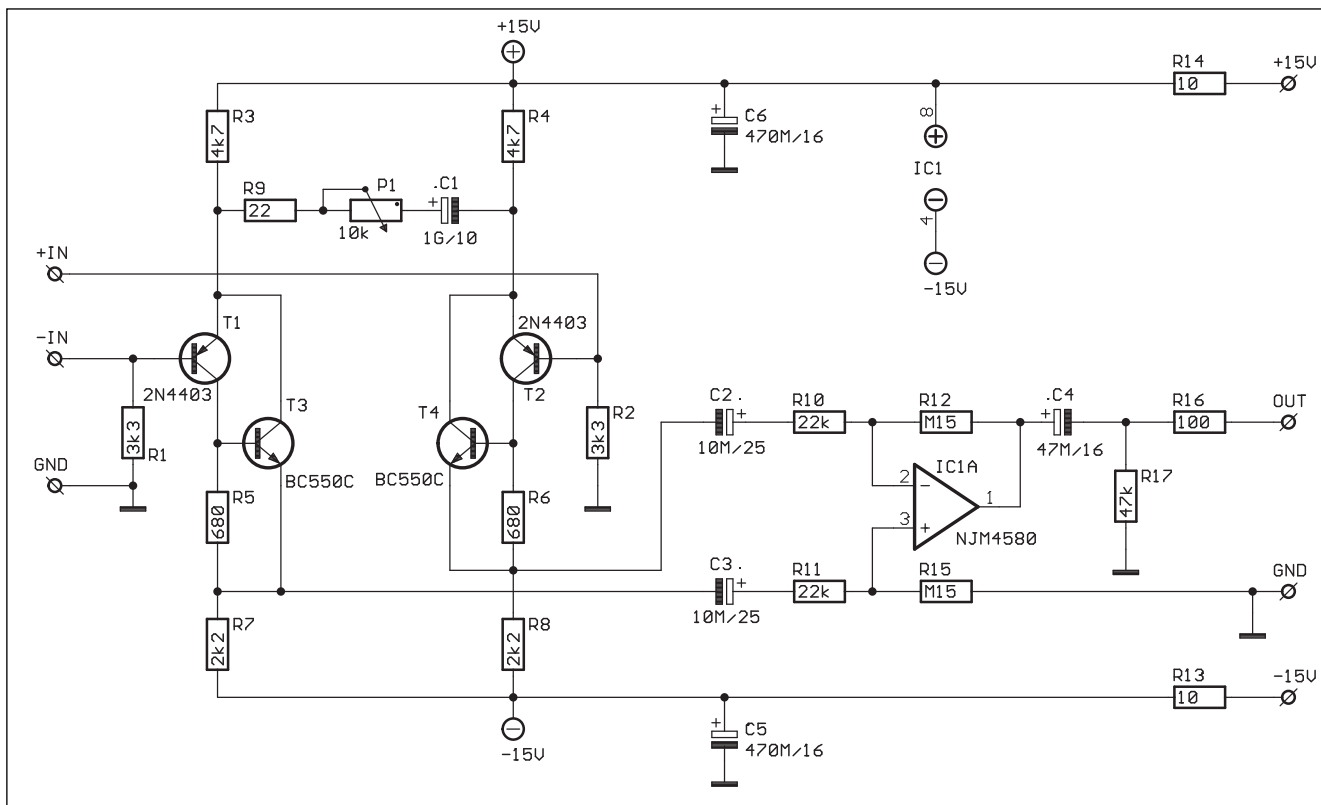 +15V
R14
10
+15V
R3
4k7
R4
4k7
+
C6
470M/16
8
IC1
4
-15V
R9
22
P1
10k
.C1
+
1G/10
+IN
-IN
GND
T1
2N4403
2N4403
T2
3k3
R1
T3
BC550C
T4
BC550C
3k3
R2
R5
680
R6
680
C2.
+
10M/25
R10
22k
R12
M15
.C4
+
47M/16
R16
100
OUT
IC1A
2
-
3
+
1
NJM4580
R17
47k
C3.
+
10M/25
R11
22k
R15
M15
GND
R7
2k2
R8
2k2
R13
10
-15V
-15V
+
C5
470M/16